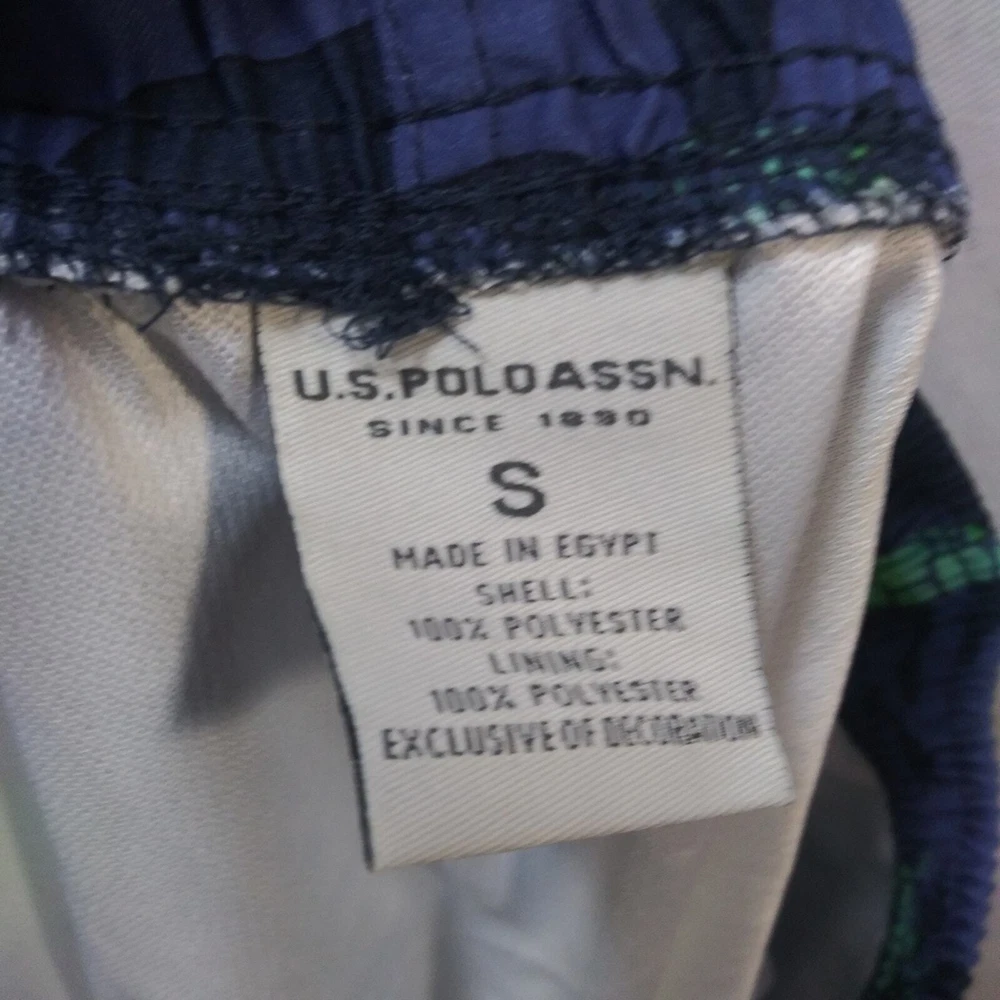 U.S. POLO ASSN.
SINCE 1890
S
MADE IN EGYPT
SHELL:
100% POLYESTER
LINING:
100% POLYESTER
EXCLUSIVE OF DECORATION